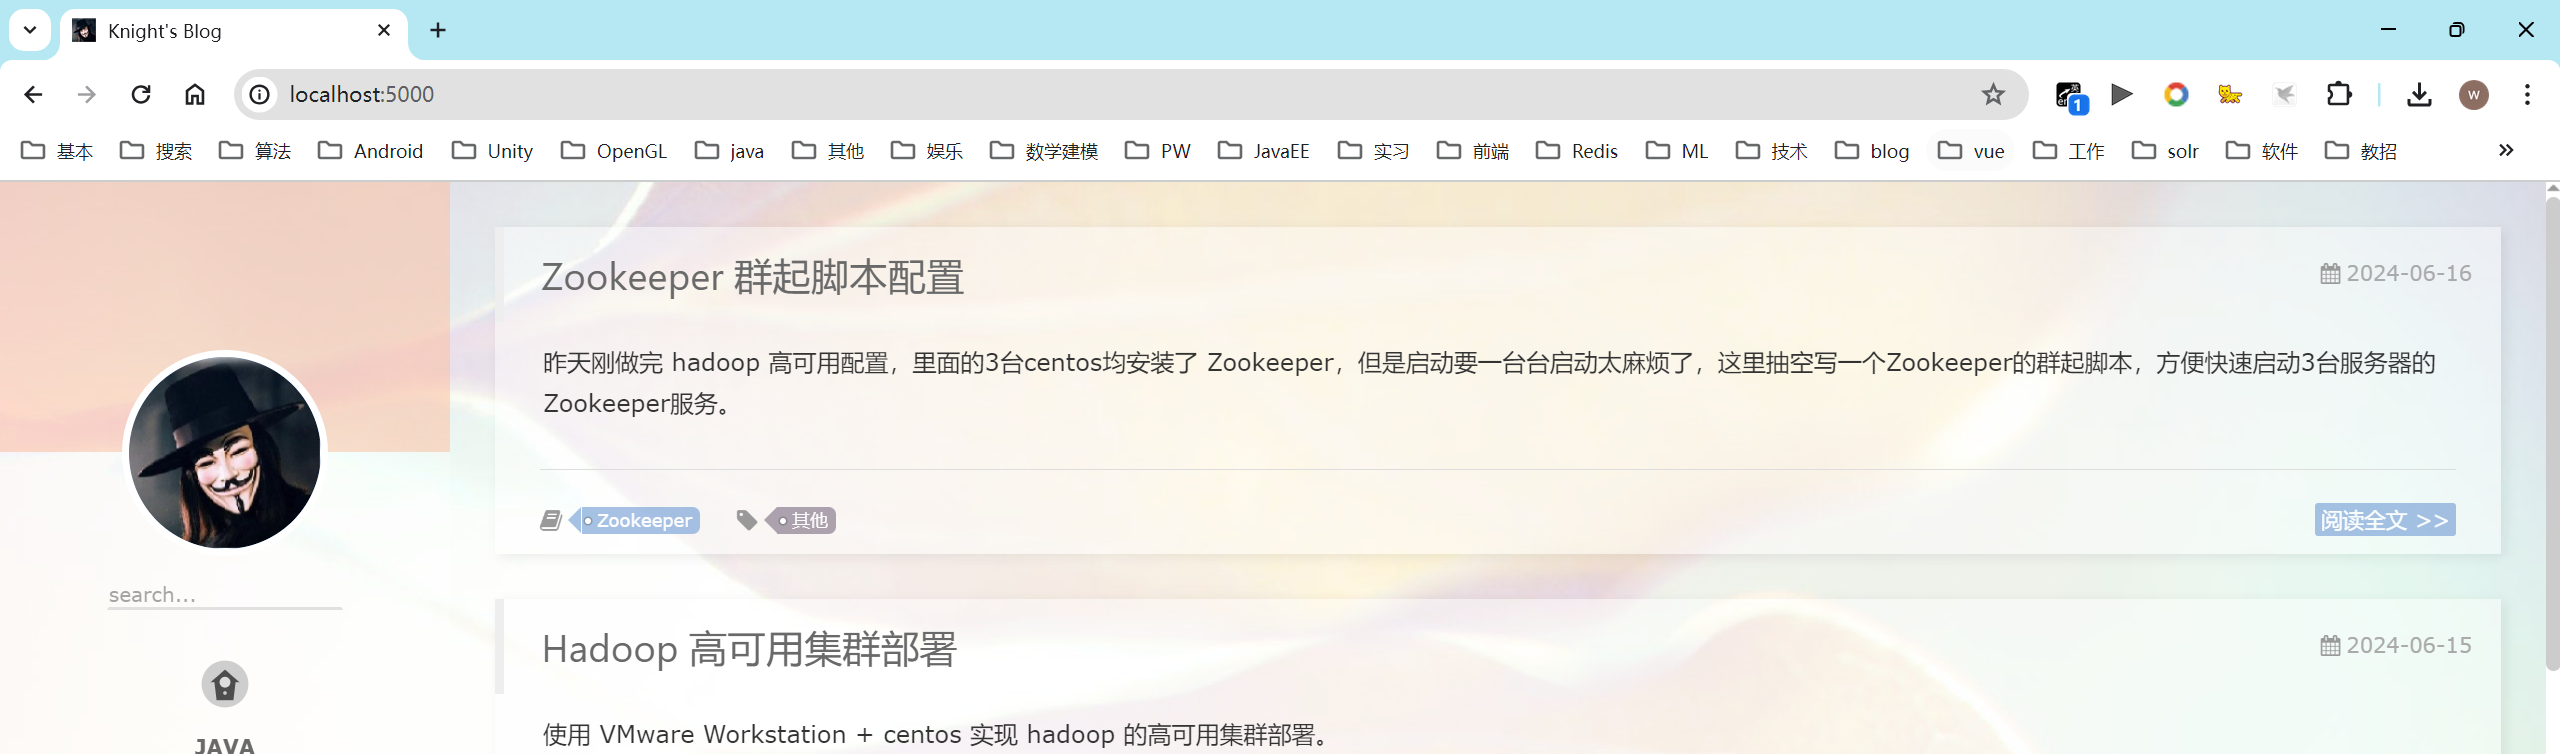 Knight's Blog
localhost:5000
1
W
基本 搜索 算法 Android Unity OpenGL java 其他 娱乐 数学建模 PW JavaEE 实习 前端 Redis ML 技术 blog vue 工作 solr 软件 教招
Zookeeper 群起脚本配置
2024-06-16
昨天刚做完 hadoop 高可用配置，里面的3台centos均安装了 Zookeeper，但是启动要一台台启动太麻烦了，这里抽空写一个Zookeeper的群起脚本，方便快速启动3台服务器的
Zookeeper服务。
Zookeeper 其他 阅读全文 >>
search...
JAVA
Hadoop 高可用集群部署
2024-06-15
使用 VMware Workstation + centos 实现 hadoop 的高可用集群部署。